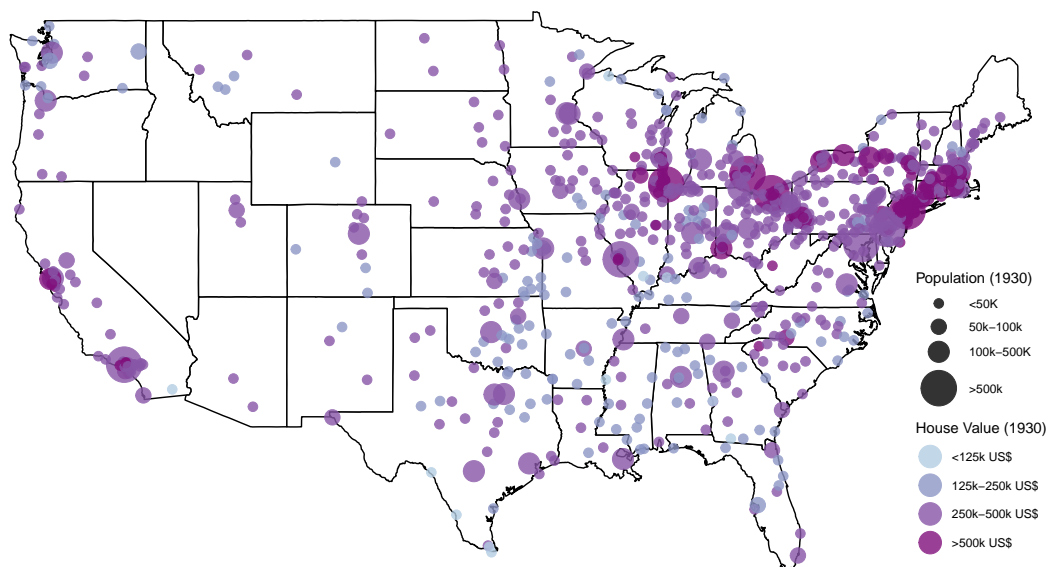 Population (1930)
<50K
50k−100k
100k−500K
>500k
House Value (1930)
<125k US$
125k−250k US$
250k−500k US$
>500k US$